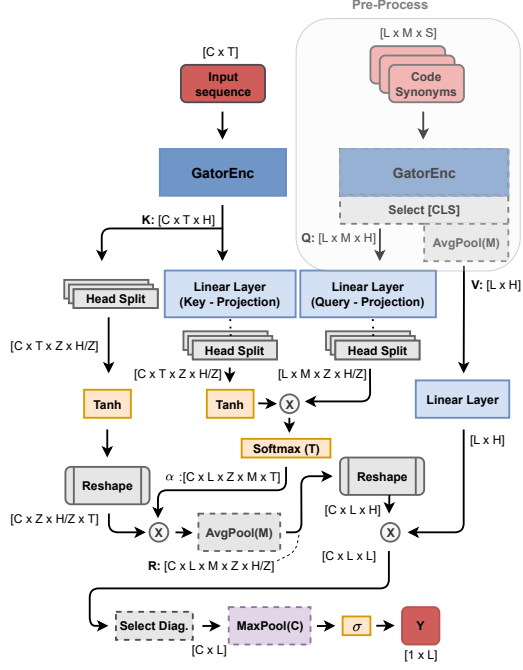 Pre-Process
[C x T]
[L x M x S]
Input
sequence
Code
Synonyms
GatorEnc
GatorEnc
Select [CLS]
K: [C x T x H]
Q: [L x M x H]
AvgPool(M)
V: [L x H]
Head Split
Linear Layer
(Key - Projection)
Linear Layer
(Query - Projection)
Head Split
Head Split
[C x T x Z x H/Z]
[C x T x Z x H/Z]
[L x M x Z x H/Z]
Tanh
Tanh
X
Linear Layer
Softmax (T)
[L x H]
Reshape
α :[C x L x Z x M x T]
Reshape
[C x Z x H/Z x T]
[C x L x H]
X
AvgPool(M)
X
R: [C x L x M x Z x H/Z]
[C x L x L]
Select Diag.
MaxPool(C)
σ
Y
[C x L]
[1 x L]